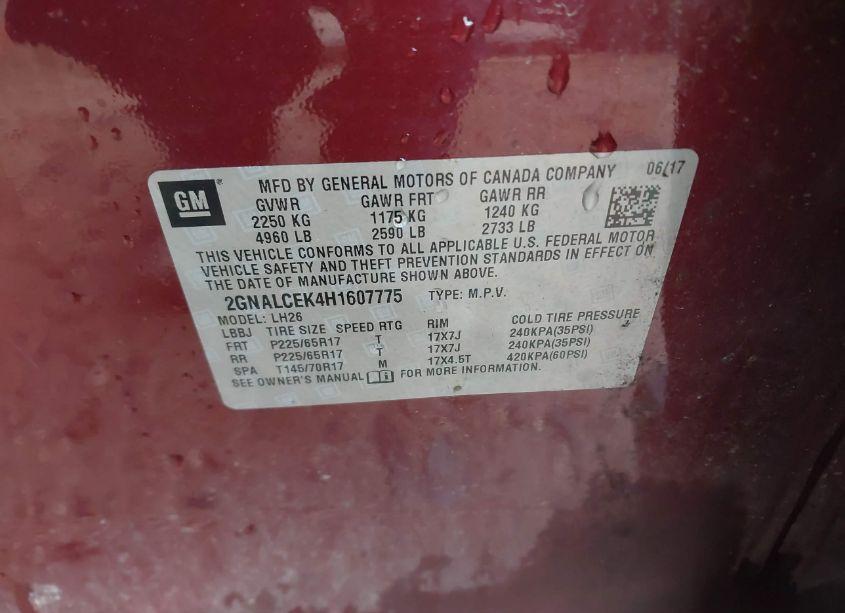 GM
MFD BY GENERAL MOTORS OF CANADA COMPANY 06/17
GVWR GAWR FRT GAWR RR
2250 KG 1175 KG 1240 KG
4960 LB 2590 LB 2733 LB
THIS VEHICLE CONFORMS TO ALL APPLICABLE U.S. FEDERAL MOTOR
VEHICLE SAFETY AND THEFT PREVENTION STANDARDS IN EFFECT ON
THE DATE OF MANUFACTURE SHOWN ABOVE.
2GNALCEK4H1607775 TYPE: M.P.V.
MODEL: LH26
LBBJ TIRE SIZE SPEED RTG RIM COLD TIRE PRESSURE
FRT P225/65R17 T 17X7J 240KPA(35PSI)
RR P225/65R17 T 17X7J 240KPA(35PSI)
SPA T145/70R17 M 17X4.5T 420KPA(60PSI)
SEE OWNER'S MANUAL FOR MORE INFORMATION.